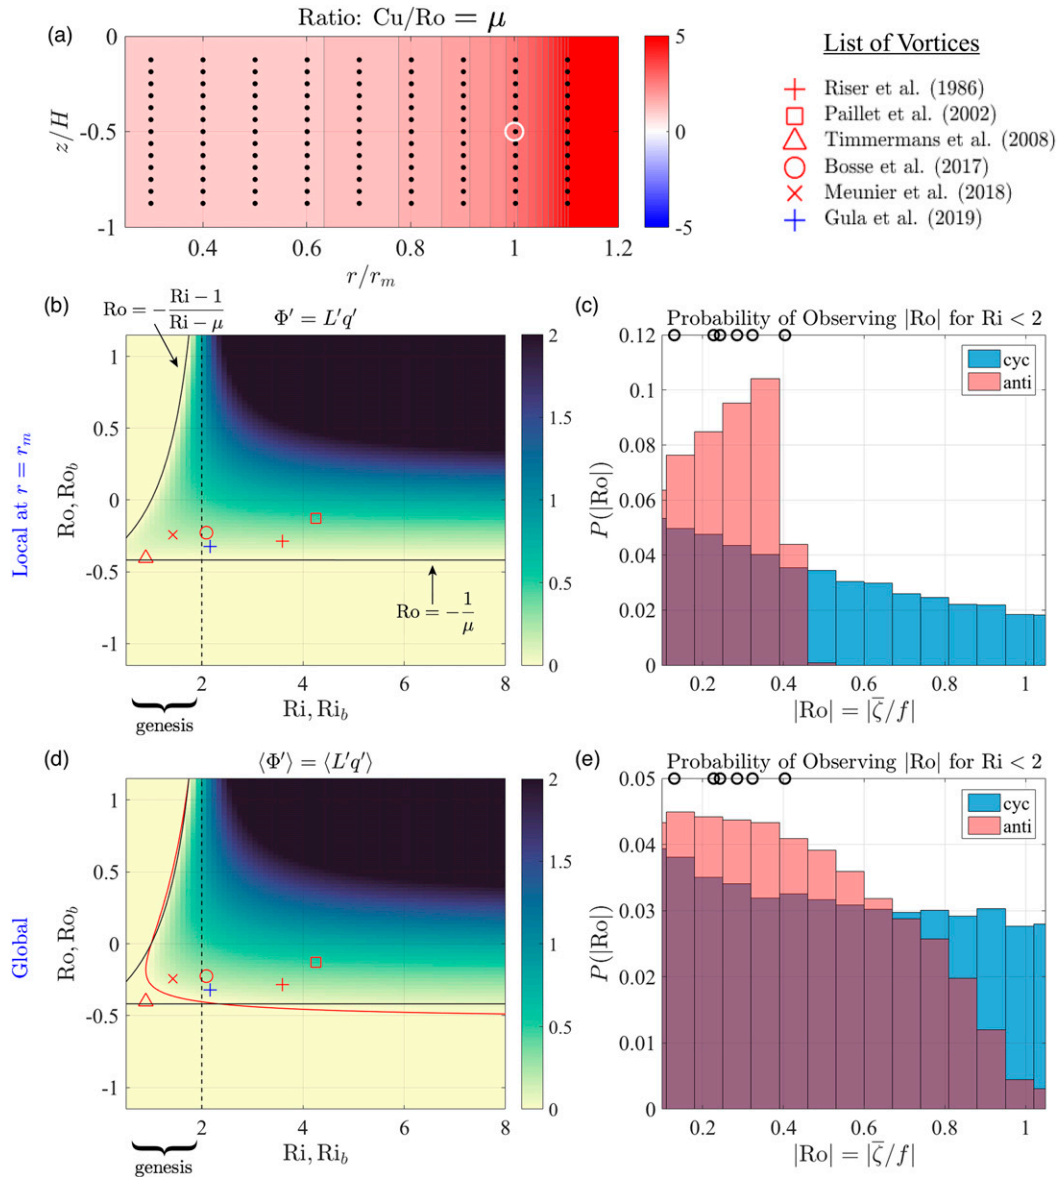 (a)
Ratio: Cu/Ro = μ
z/H
0
-0.5
-1
0.4 0.6 0.8 1 1.2
r/r_m
5
0
-5
List of Vortices
Riser et al. (1986)
Paillet et al. (2002)
Timmermans et al. (2008)
Bosse et al. (2017)
Meunier et al. (2018)
Gula et al. (2019)
(b)
Ro = -(Ri - 1)/(Ri - μ)
Φ′ = L′q′
Local at r = r_m
Ro, Ro_b
1
0.5
0
-0.5
-1
Ro = -1/μ
2 4 6 8
Ri, Ri_b
genesis
2
1.5
1
0.5
0
(c)
Probability of Observing |Ro| for Ri < 2
cyc
anti
P(|Ro|)
0.12
0.1
0.08
0.06
0.04
0.02
0
0.2 0.4 0.6 0.8 1
|Ro| = |ζ̅/f|
(d)
⟨Φ′⟩ = ⟨L′q′⟩
Global
Ro, Ro_b
1
0.5
0
-0.5
-1
2 4 6 8
Ri, Ri_b
genesis
2
1.5
1
0.5
0
(e)
Probability of Observing |Ro| for Ri < 2
cyc
anti
P(|Ro|)
0.05
0.04
0.03
0.02
0.01
0
0.2 0.4 0.6 0.8 1
|Ro| = |ζ̅/f|